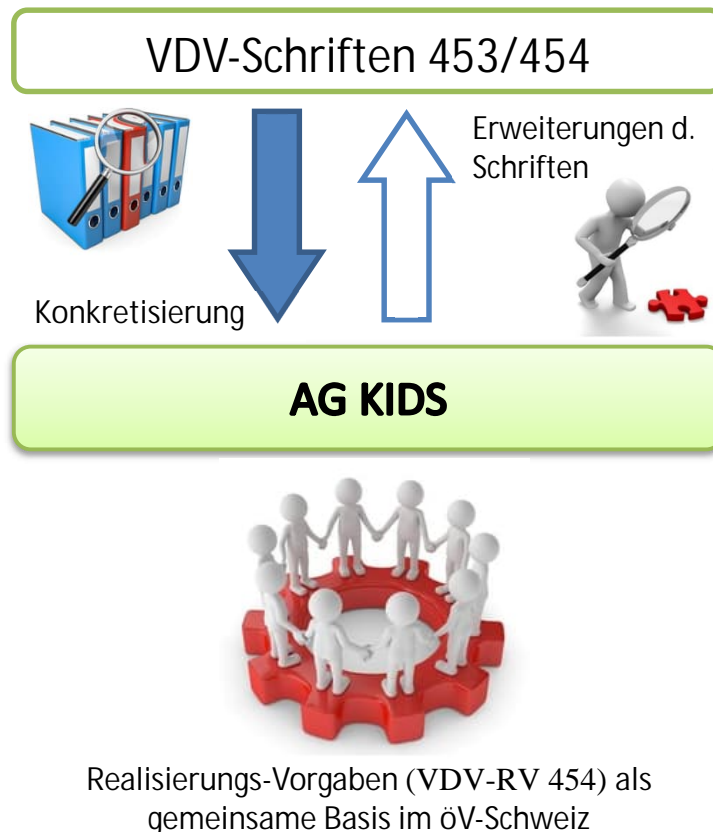 VDV-Schriften 453/454
Erweiterungen d.
Schriften
Konkretisierung
AG KIDS
Realisierungs-Vorgaben (VDV-RV 454) als
gemeinsame Basis im öV-Schweiz